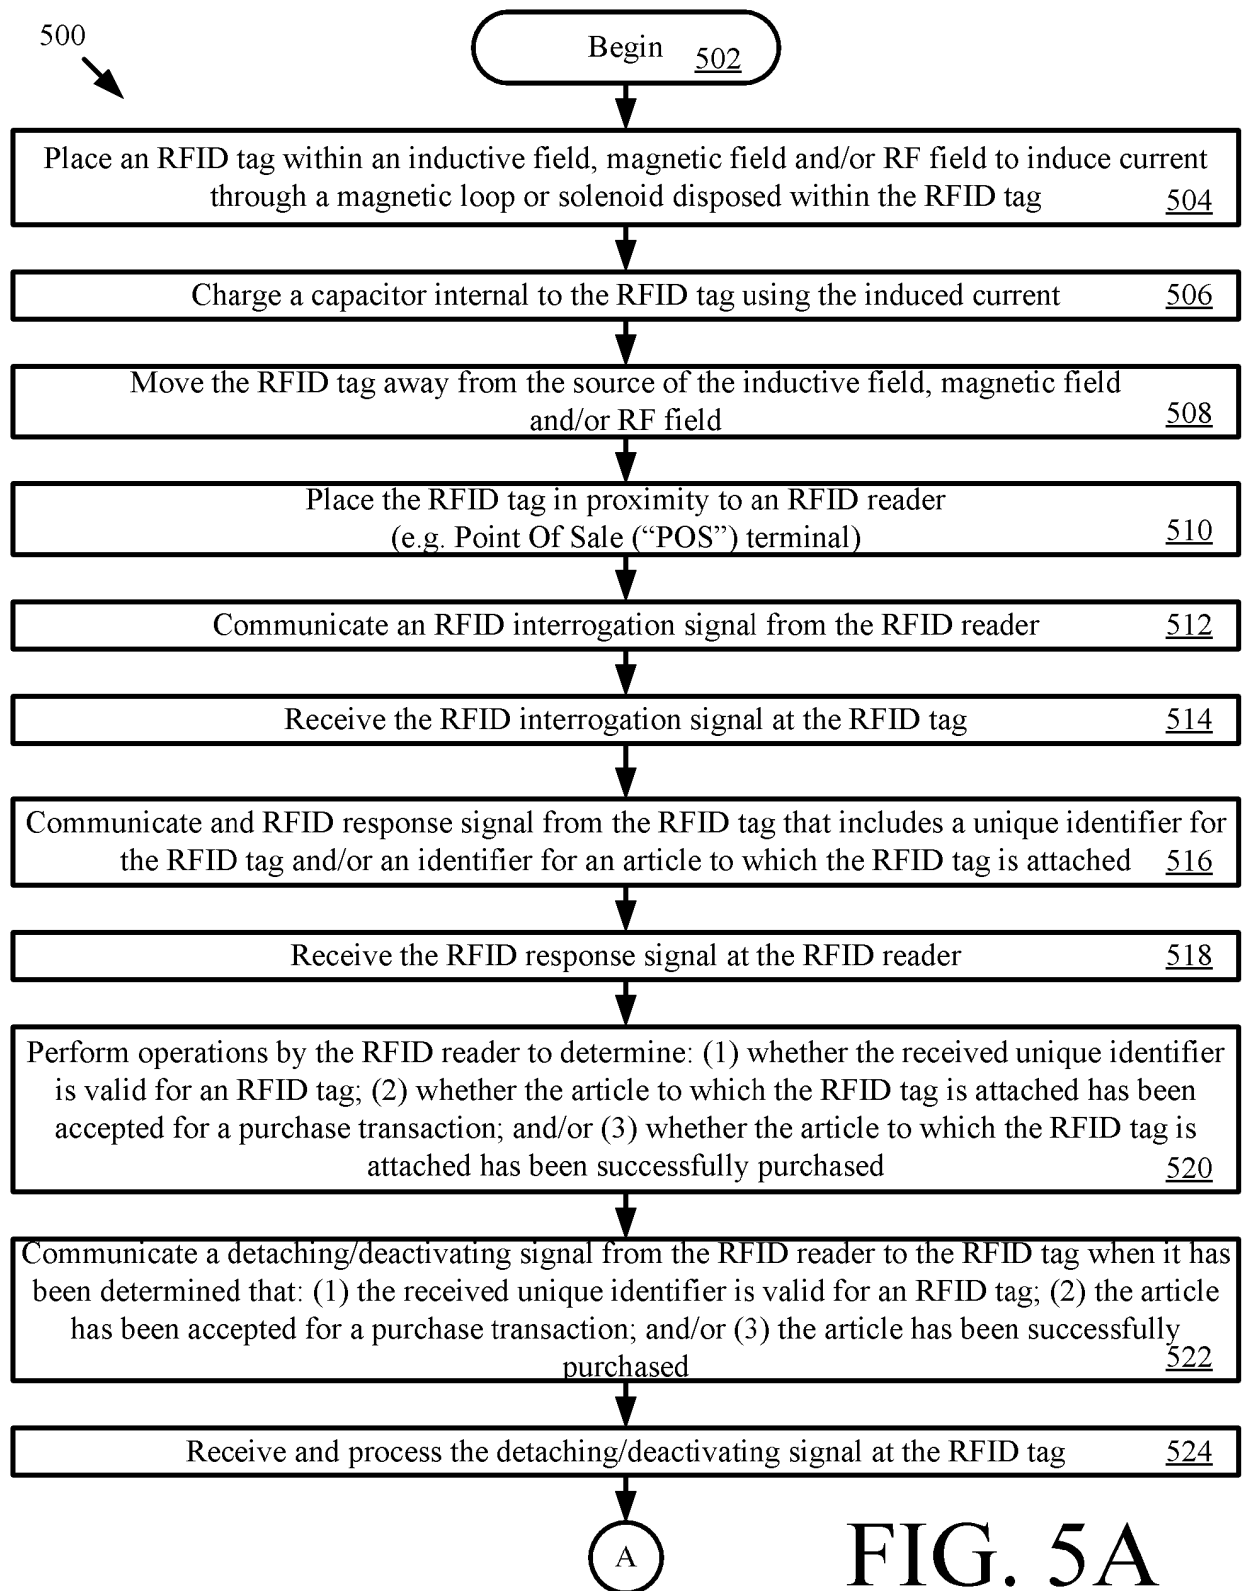 500
Begin 502
Place an RFID tag within an inductive field, magnetic field and/or RF field to induce current
through a magnetic loop or solenoid disposed within the RFID tag 504
Charge a capacitor internal to the RFID tag using the induced current 506
Move the RFID tag away from the source of the inductive field, magnetic field
and/or RF field 508
Place the RFID tag in proximity to an RFID reader
(e.g. Point Of Sale (“POS”) terminal) 510
Communicate an RFID interrogation signal from the RFID reader 512
Receive the RFID interrogation signal at the RFID tag 514
Communicate and RFID response signal from the RFID tag that includes a unique identifier for
the RFID tag and/or an identifier for an article to which the RFID tag is attached 516
Receive the RFID response signal at the RFID reader 518
Perform operations by the RFID reader to determine: (1) whether the received unique identifier
is valid for an RFID tag; (2) whether the article to which the RFID tag is attached has been
accepted for a purchase transaction; and/or (3) whether the article to which the RFID tag is
attached has been successfully purchased 520
Communicate a detaching/deactivating signal from the RFID reader to the RFID tag when it has
been determined that: (1) the received unique identifier is valid for an RFID tag; (2) the article
has been accepted for a purchase transaction; and/or (3) the article has been successfully
purchased 522
Receive and process the detaching/deactivating signal at the RFID tag 524
A
FIG. 5A